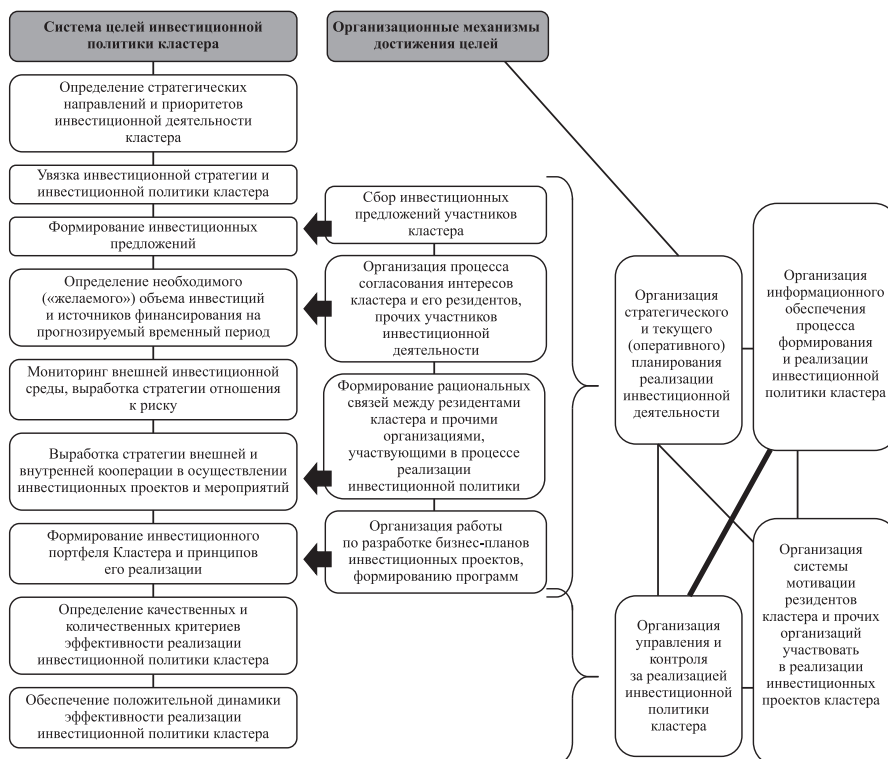 Система целей инвестиционной
политики кластера
Организационные механизмы
достижения целей
Определение стратегических
направлений и приоритетов
инвестиционной деятельности
кластера
Увязка инвестиционной стратегии и
инвестиционной политики кластера
Формирование инвестиционных
предложений
Определение необходимого
(«желаемого») объема инвестиций
и источников финансирования на
прогнозируемый временный период
Мониторинг внешней инвестиционной
среды, выработка стратегии отношения
к риску
Выработка стратегии внешней и
внутренней кооперации в осуществлении
инвестиционных проектов и мероприятий
Формирование инвестиционного
портфеля Кластера и принципов
его реализации
Определение качественных и
количественных критериев
эффективности реализации
инвестиционной политики кластера
Обеспечение положительной динамики
эффективности реализации
инвестиционной политики кластера
Сбор инвестиционных
предложений участников
кластера
Организация процесса
согласования интересов
кластера и его резидентов,
прочих участников
инвестиционной
деятельности
Формирование рациональных
связей между резидентами
кластера и прочими
организациями,
участвующими в процессе
реализации
инвестиционной политики
Организация работы
по разработке бизнес-планов
инвестиционных проектов,
формированию программ
Организация
стратегического
и текущего
(оперативного)
планирования
реализации
инвестиционной
деятельности
Организация
информационного
обеспечения
процесса
формирования
и реализации
инвестиционной
политики кластера
Организация
управления и
контроля
за реализацией
инвестиционной
политики
кластера
Организация
системы
мотивации
резидентов
кластера и прочих
организаций
участвовать
в реализации
инвестиционных
проектов кластера